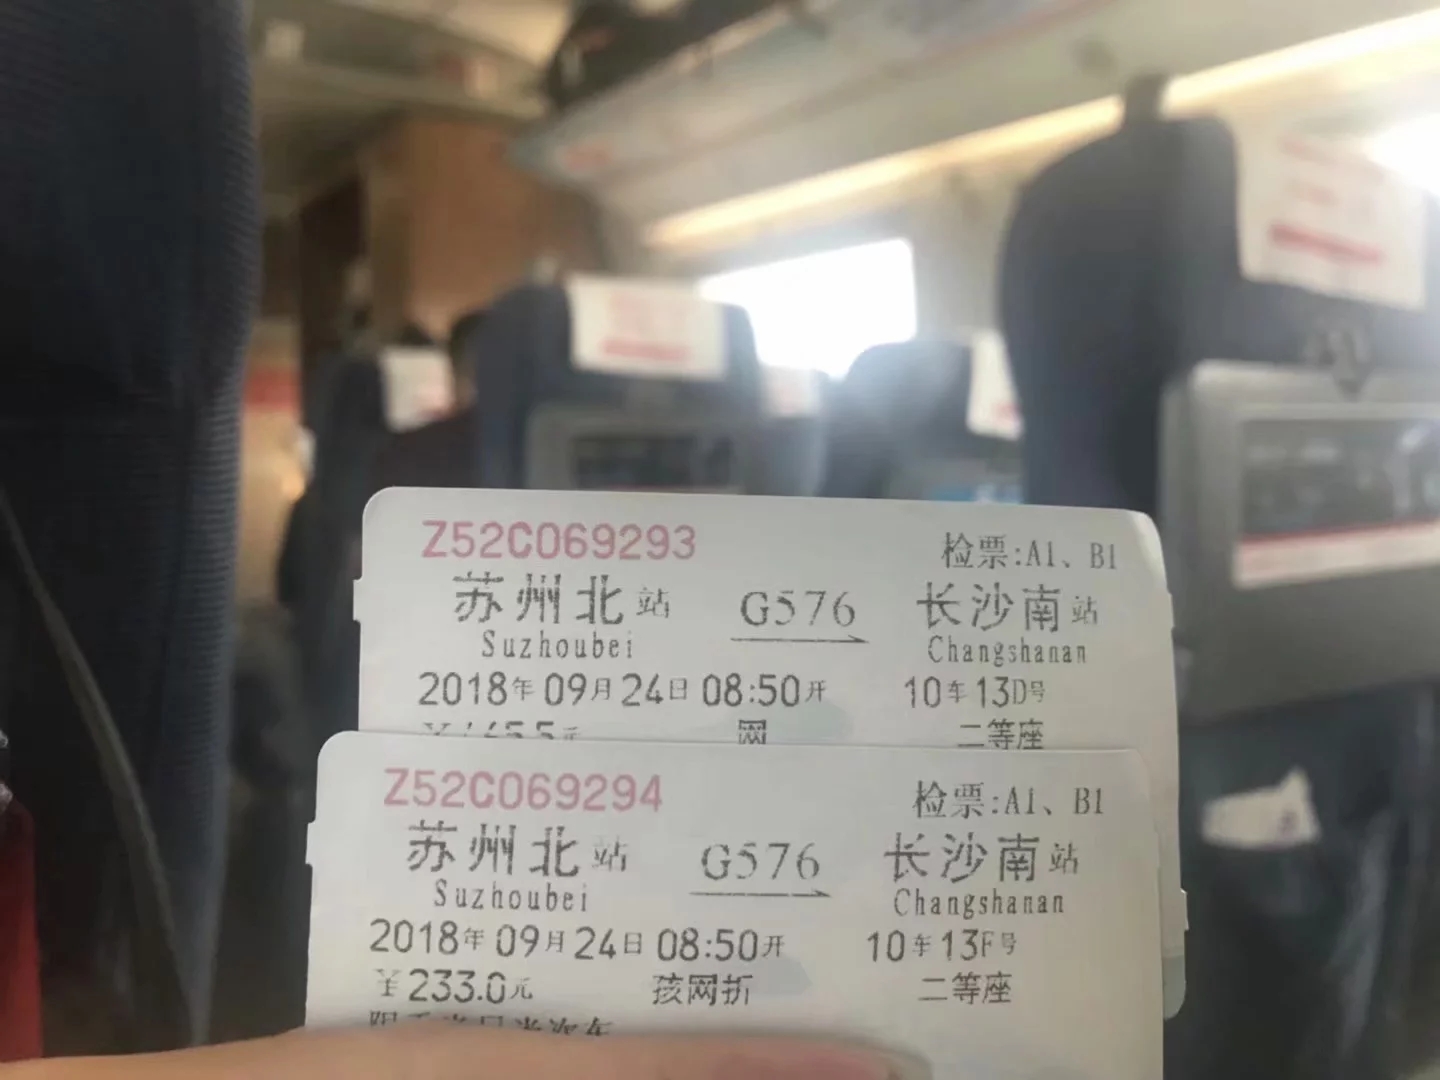 Z52C069293
检票:A1、B1
苏州北站 G576 长沙南站
Suzhoubei Changshanan
2018年09月24日08:50开 10车13D号
网 二等座
Z52C069294
检票:A1、B1
苏州北站 G576 长沙南站
Suzhoubei Changshanan
2018年09月24日08:50开 10车13F号
¥233.0元 孩网折 二等座